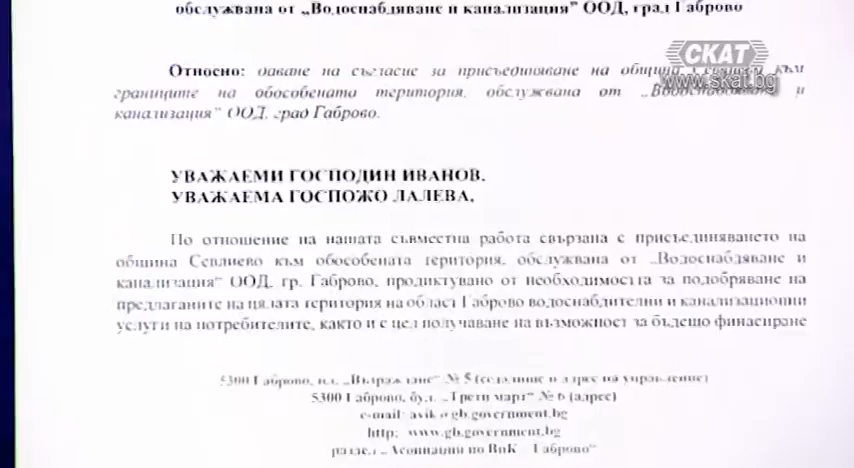 обслужвана от „Водоснабдяване и канализация” ООД, град Габрово
СКАТ
www.skat.bg
Относно: даване на съгласие за присъединяване на община към
границите на обособената територия, обслужвана от „Водоснабдяване и
канализация” ООД, град Габрово.
УВАЖАЕМИ ГОСПОДИН ИВАНОВ,
УВАЖАЕМА ГОСПОЖО ЛАЛЕВА,
По отношение на нашата съвместна работа свързана с присъединяването на
община Севлиево към обособената територия, обслужвана от „Водоснабдяване и
канализация” ООД, гр. Габрово, продиктувано от необходимостта за подобряване на
предлаганите на цялата територия на област Габрово водоснабдителни и канализационни
услуги на потребителите, както и с цел получаване на възможност за бъдещо финасиране
5300 Габрово, пл. „Възраждане” № 5 (седалище и адрес на управление)
5300 Габрово, бул. „Трети март” № 6 (адрес)
e-mail: avik@gb.government.bg
http: www.gb.government.bg
раздел „Асоциации по ВиК – Габрово”